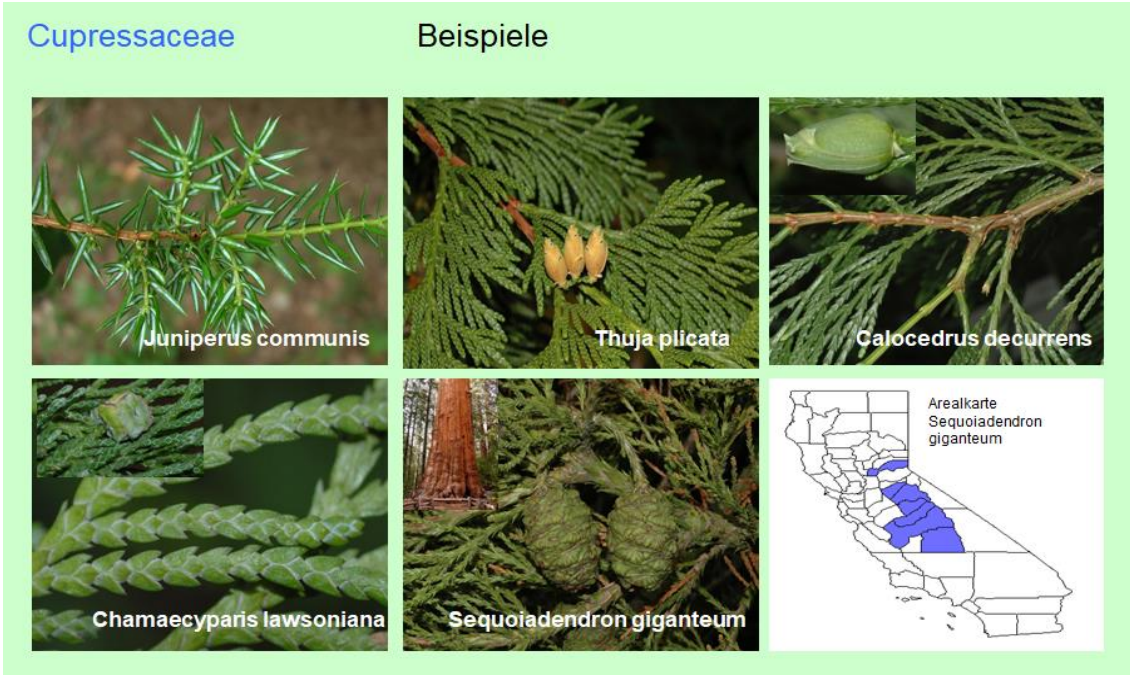 Cupressaceae
Beispiele
Juniperus communis
Thuja plicata
Calocedrus decurrens
Chamaecyparis lawsoniana
Sequoiadendron giganteum
Arealkarte
Sequoiadendron
giganteum